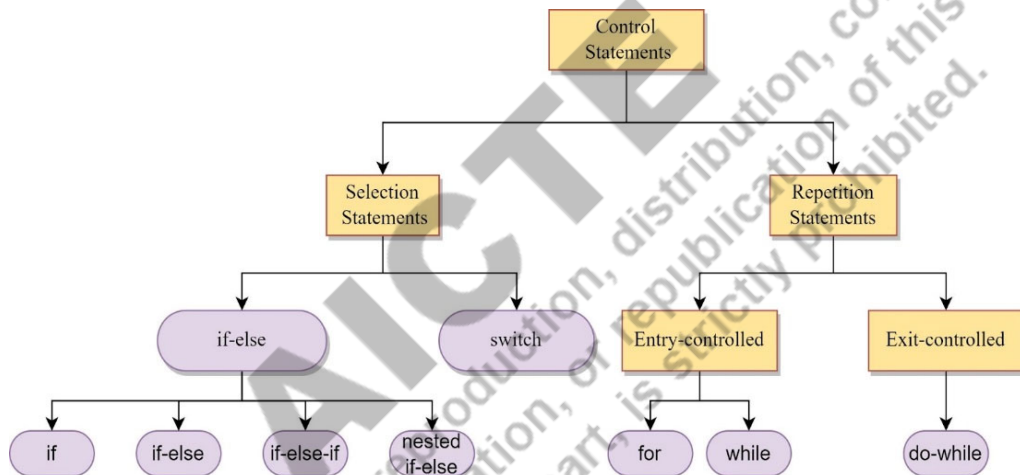 Control
Statements
Selection
Statements
Repetition
Statements
if-else
switch
Entry-controlled
Exit-controlled
if
if-else
if-else-if
nested
if-else
for
while
do-while
AICTE
reproduction, distribution,
or republication of this
part, is strictly prohibited.